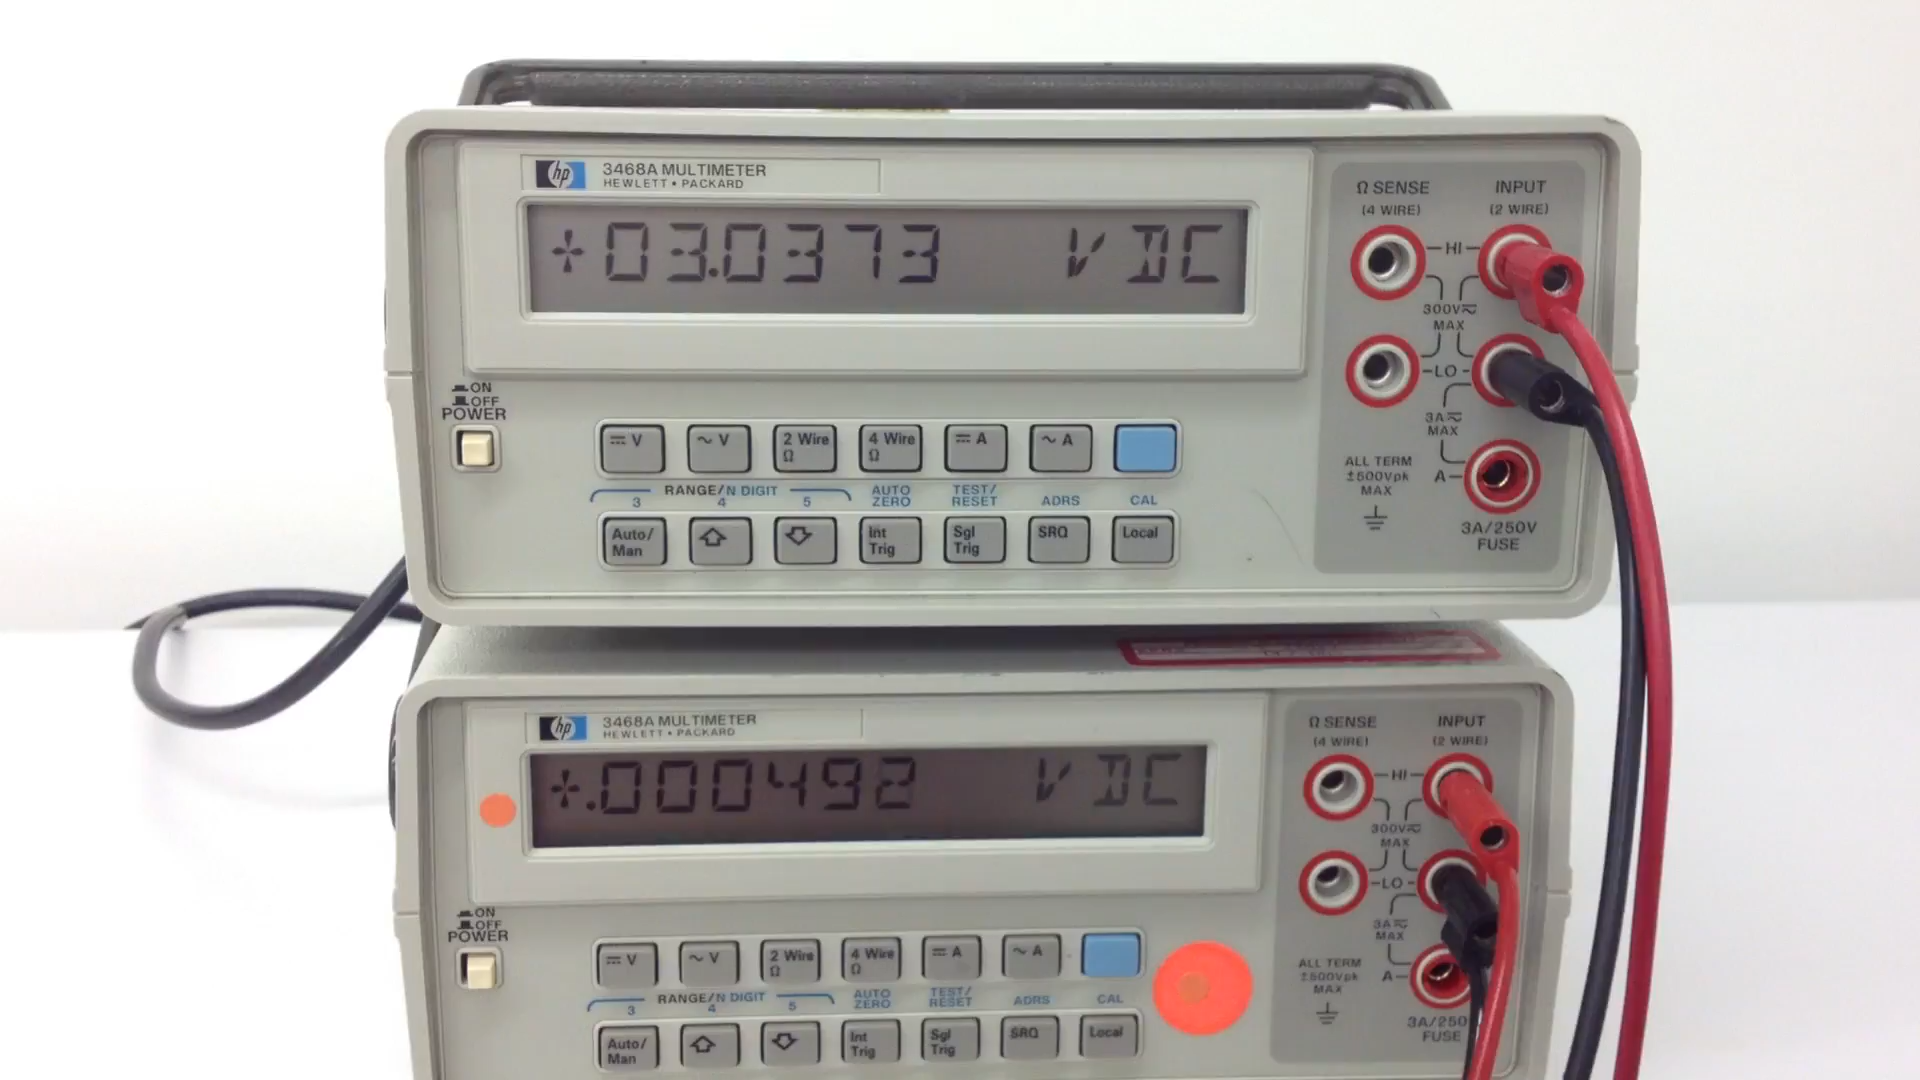 hp 3468A MULTIMETER
HEWLETT • PACKARD
+03.0373 VDC
Ω SENSE INPUT
(4 WIRE) (2 WIRE)
HI
300V
MAX
LO
3A
MAX
ALL TERM
±500Vpk
MAX
A
3A/250V
FUSE
ON
OFF
POWER
V ~ V 2 Wire Ω 4 Wire Ω A ~ A
RANGE/N DIGIT AUTO ZERO TEST/RESET ADRS CAL
3 4 5
Auto/Man Int Trig Sgl Trig SRQ Local
hp 3468A MULTIMETER
HEWLETT • PACKARD
+.000492 VDC
Ω SENSE INPUT
(4 WIRE) (2 WIRE)
HI
300V
MAX
LO
3A
MAX
ALL TERM
±500Vpk
MAX
A
3A/250
FUSE
ON
OFF
POWER
V ~ V 2 Wire Ω 4 Wire Ω A ~ A
RANGE/N DIGIT AUTO ZERO TEST/RESET ADRS CAL
3 4 5
Auto/Man Int Trig Sgl Trig SRQ Local